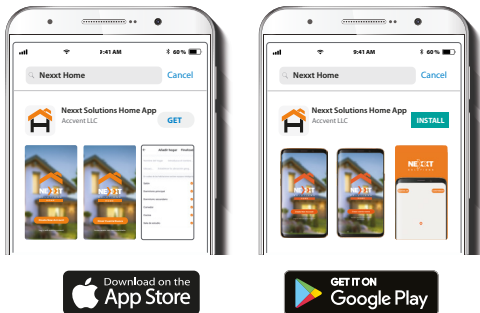 9:41 AM
60%
Nexxt Home
Cancel
Nexxt Solutions Home App
Accvent LLC
GET
NEXXT
Download on the
App Store
9:41 AM
60%
Nexxt Home
Cancel
Nexxt Solutions Home App
Accvent LLC
INSTALL
NEXXT
GET IT ON
Google Play